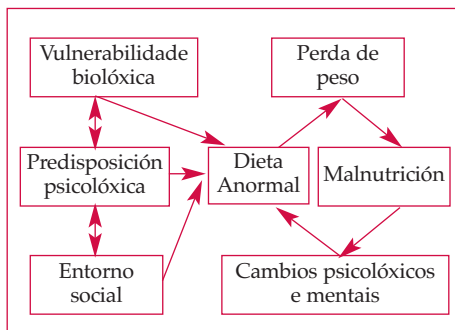 Vulnerabilidade
biolóxica
Perda de
peso
Predisposición
psicolóxica
Dieta
Anormal
Malnutrición
Entorno
social
Cambios psicolóxicos
e mentais